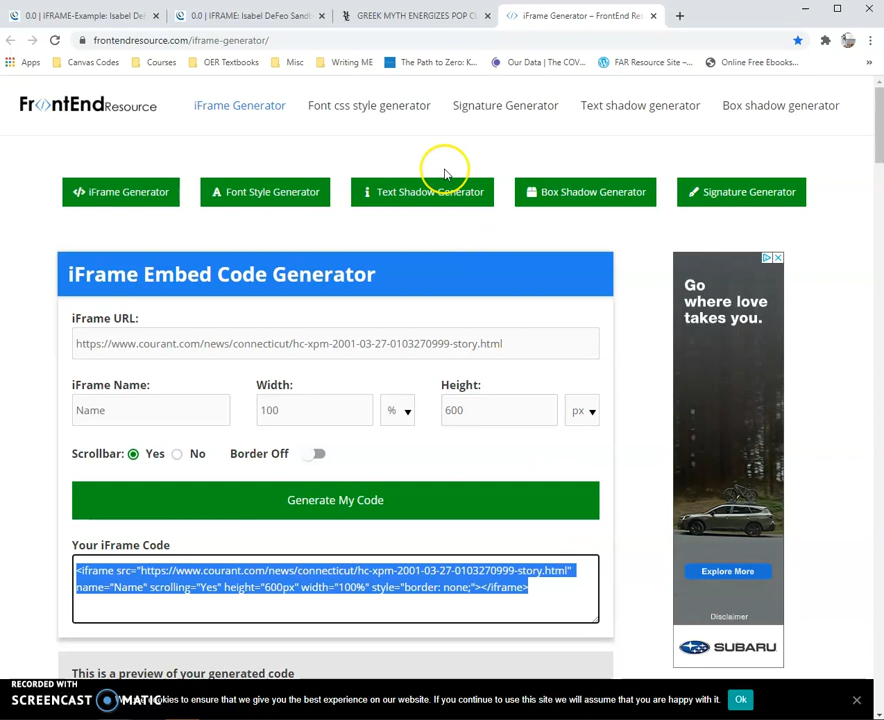 0.0 | IFRAME-Example: Isabel DeF
0.0 | IFRAME: Isabel DeFeo Sandb
GREEK MYTH ENERGIZES POP CU
iFrame Generator – FrontEnd Res
frontendresource.com/iframe-generator/
Apps
Canvas Codes
Courses
OER Textbooks
Misc
Writing ME
The Path to Zero: K...
Our Data | The COV...
FAR Resource Site –...
Online Free Ebooks...
»
FrontEnd Resource
iFrame Generator
Font css style generator
Signature Generator
Text shadow generator
Box shadow generator
iFrame Generator
Font Style Generator
Text Shadow Generator
Box Shadow Generator
Signature Generator
iFrame Embed Code Generator
iFrame URL:
https://www.courant.com/news/connecticut/hc-xpm-2001-03-27-0103270999-story.html
iFrame Name:
Width:
Height:
Name
100
%
600
px
Scrollbar:
Yes
No
Border Off
Generate My Code
Your iFrame Code
<iframe src="https://www.courant.com/news/connecticut/hc-xpm-2001-03-27-0103270999-story.html"
name="Name" scrolling="Yes" height="600px" width="100%" style="border: none;"></iframe>
This is a preview of your generated code
Go
where love
takes you.
Explore More
Disclaimer
SUBARU
RECORDED WITH
SCREENCAST MATIC
cookies to ensure that we give you the best experience on our website. If you continue to use this site we will assume that you are happy with it.
Ok